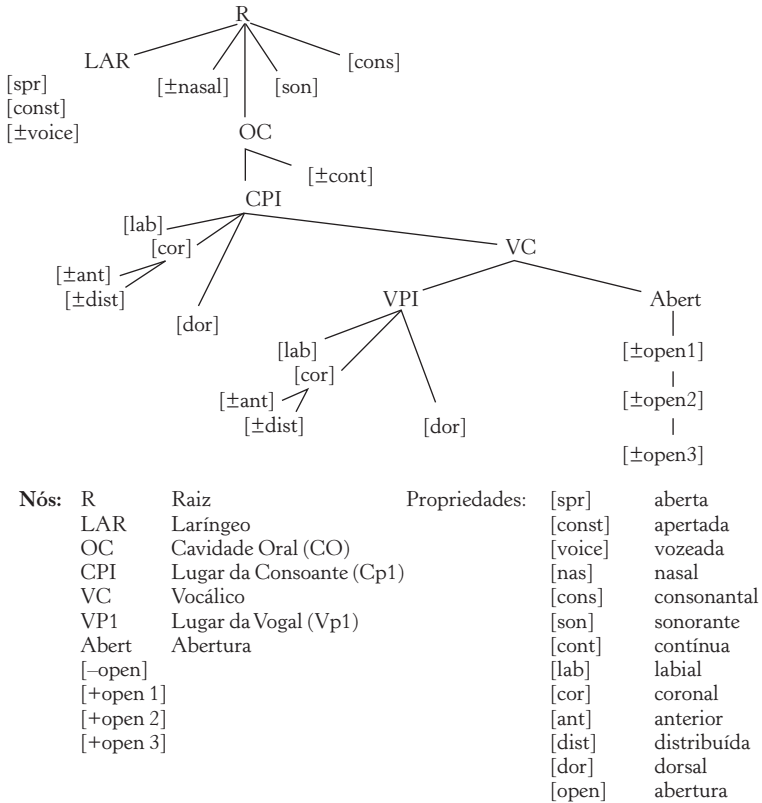 R
LAR
[cons]
[spr]
[±nasal]
[son]
[const]
[±voice]
OC
[±cont]
CPI
[lab]
[cor]
VC
[±ant]
[±dist]
VPI
Abert
[dor]
[lab]
[±open1]
[cor]
[±ant]
[±open2]
[±dist]
[dor]
[±open3]
Nós: R Raiz Propriedades: [spr] aberta
LAR Laríngeo [const] apertada
OC Cavidade Oral (CO) [voice] vozeada
CPI Lugar da Consoante (Cp1) [nas] nasal
VC Vocálico [cons] consonantal
VP1 Lugar da Vogal (Vp1) [son] sonorante
Abert Abertura [cont] contínua
[–open] [lab] labial
[+open 1] [cor] coronal
[+open 2] [ant] anterior
[+open 3] [dist] distribuída
[dor] dorsal
[open] abertura